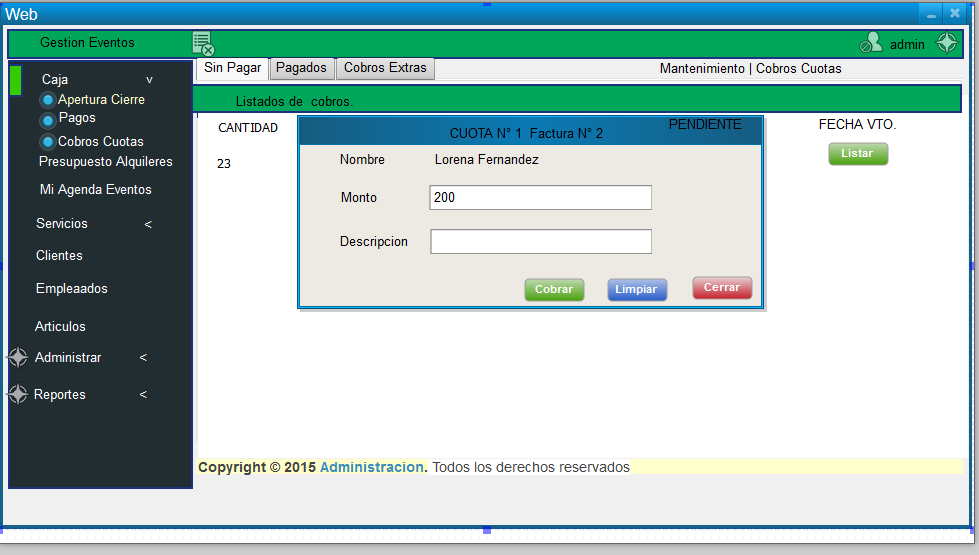 Web
Gestion Eventos
admin
Caja v
Apertura Cierre
Pagos
Cobros Cuotas
Presupuesto Alquileres
Mi Agenda Eventos
Servicios <
Clientes
Empleaados
Articulos
Administrar <
Reportes <
Sin Pagar Pagados Cobros Extras
Mantenimiento | Cobros Cuotas
Listados de cobros.
CANTIDAD
PENDIENTE
FECHA VTO.
23
Listar
CUOTA N° 1 Factura N° 2
Nombre Lorena Fernandez
Monto 200
Descripcion
Cobrar Limpiar Cerrar
Copyright © 2015 Administracion. Todos los derechos reservados